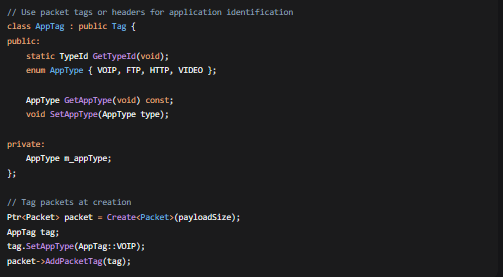 // Use packet tags or headers for application identification
class AppTag : public Tag {
public:
    static TypeId GetTypeId(void);
    enum AppType { VOIP, FTP, HTTP, VIDEO };

    AppType GetAppType(void) const;
    void SetAppType(AppType type);

private:
    AppType m_appType;
};

// Tag packets at creation
Ptr<Packet> packet = Create<Packet>(payloadSize);
AppTag tag;
tag.SetAppType(AppTag::VOIP);
packet->AddPacketTag(tag);